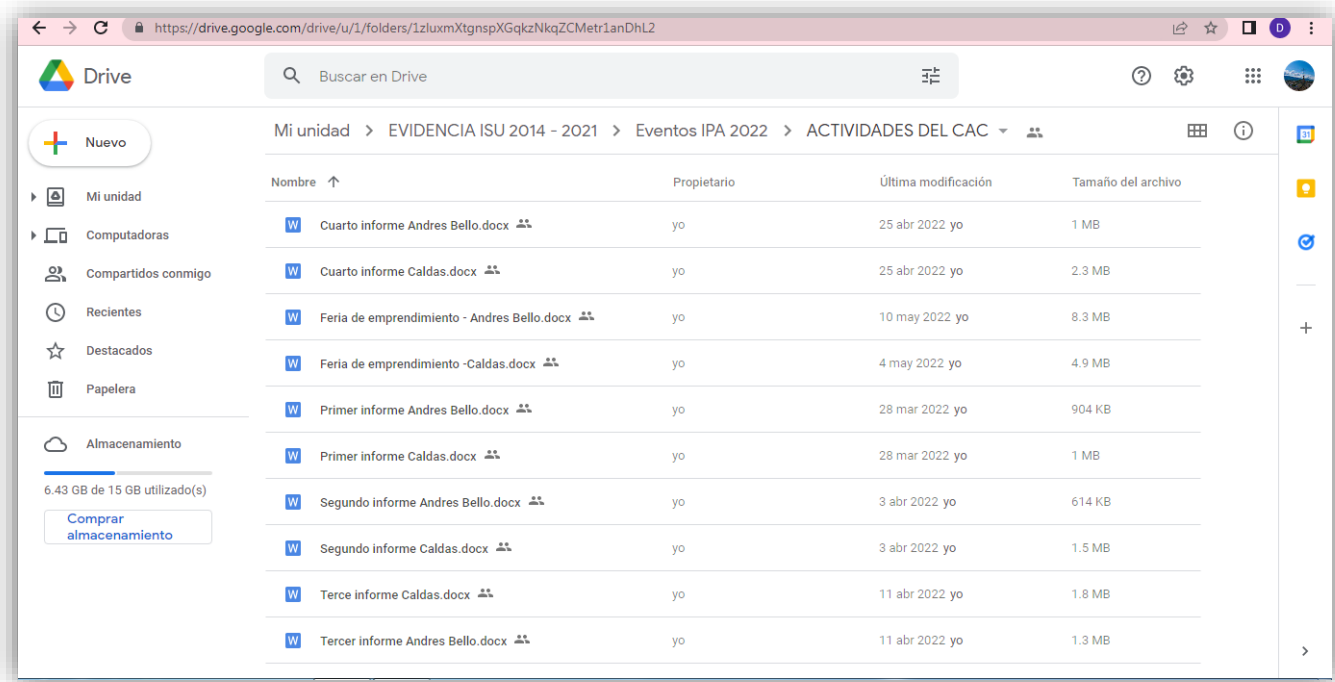 https://drive.google.com/drive/u/1/folders/1zluxmXtgnspXGqkzNkqZCMetr1anDhL2
D
Drive
Buscar en Drive
Nuevo
Mi unidad > EVIDENCIA ISU 2014 - 2021 > Eventos IPA 2022 > ACTIVIDADES DEL CAC
31
Mi unidad
Computadoras
Compartidos conmigo
Recientes
Destacados
Papelera
Almacenamiento
6.43 GB de 15 GB utilizado(s)
Comprar
almacenamiento
Nombre Propietario Última modificación Tamaño del archivo
W Cuarto informe Andres Bello.docx yo 25 abr 2022 yo 1 MB
W Cuarto informe Caldas.docx yo 25 abr 2022 yo 2.3 MB
W Feria de emprendimiento - Andres Bello.docx yo 10 may 2022 yo 8.3 MB
W Feria de emprendimiento -Caldas.docx yo 4 may 2022 yo 4.9 MB
W Primer informe Andres Bello.docx yo 28 mar 2022 yo 904 KB
W Primer informe Caldas.docx yo 28 mar 2022 yo 1 MB
W Segundo informe Andres Bello.docx yo 3 abr 2022 yo 614 KB
W Segundo informe Caldas.docx yo 3 abr 2022 yo 1.5 MB
W Terce informe Caldas.docx yo 11 abr 2022 yo 1.8 MB
W Tercer informe Andres Bello.docx yo 11 abr 2022 yo 1.3 MB